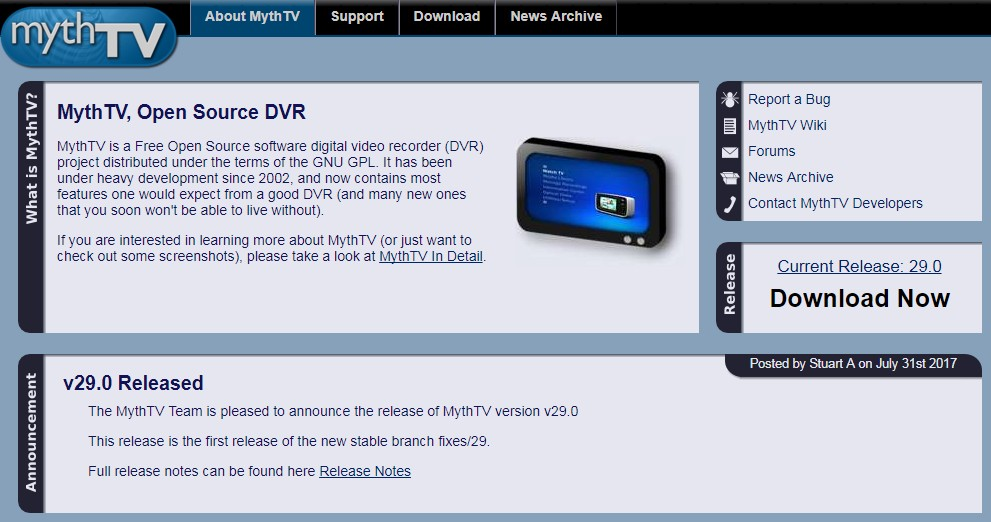 mythTV
About MythTV
Support
Download
News Archive
What is MythTV?
MythTV, Open Source DVR
MythTV is a Free Open Source software digital video recorder (DVR)
project distributed under the terms of the GNU GPL. It has been
under heavy development since 2002, and now contains most
features one would expect from a good DVR (and many new ones
that you soon won't be able to live without).
If you are interested in learning more about MythTV (or just want to
check out some screenshots), please take a look at MythTV In Detail.
Watch TV
Report a Bug
MythTV Wiki
Forums
News Archive
Contact MythTV Developers
Release
Current Release: 29.0
Download Now
Announcement
Posted by Stuart A on July 31st 2017
v29.0 Released
The MythTV Team is pleased to announce the release of MythTV version v29.0
This release is the first release of the new stable branch fixes/29.
Full release notes can be found here Release Notes